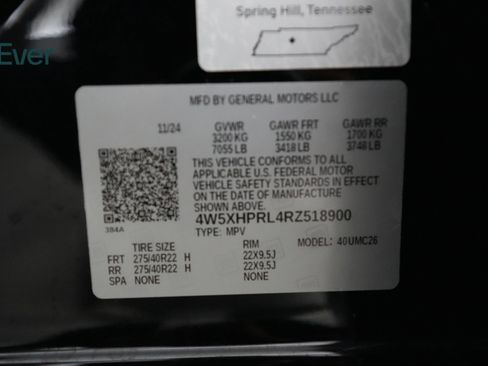 Spring Hill, Tennessee
Ever
MFD BY GENERAL MOTORS LLC
11/24 GVWR GAWR FRT GAWR RR
3200 KG 1550 KG 1700 KG
7055 LB 3418 LB 3748 LB
THIS VEHICLE CONFORMS TO ALL
APPLICABLE U.S. FEDERAL MOTOR
VEHICLE SAFETY STANDARDS IN EFFECT
ON THE DATE OF MANUFACTURE
SHOWN ABOVE.
4W5XHPRL4RZ518900
384A
TYPE: MPV MODEL: 40UMC26
TIRE SIZE RIM
FRT 275/40R22 H 22X9.5J
RR 275/40R22 H 22X9.5J
SPA NONE NONE